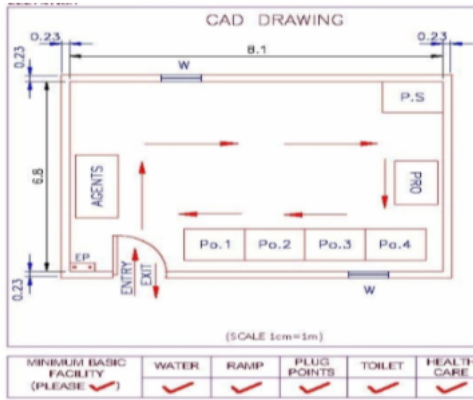 CAD DRAWING
0.23
8.1
0.23
0.23
W
P.S
6.8
AGENTS
PRO
Po.1 Po.2 Po.3 Po.4
EP
ENTRY
EXIT
0.23
W
(SCALE 1cm=1m)
MINIMUM BASIC FACILITY (PLEASE ✓) WATER RAMP PLUG POINTS TOILET HEALTH CARE
✓ ✓ ✓ ✓ ✓